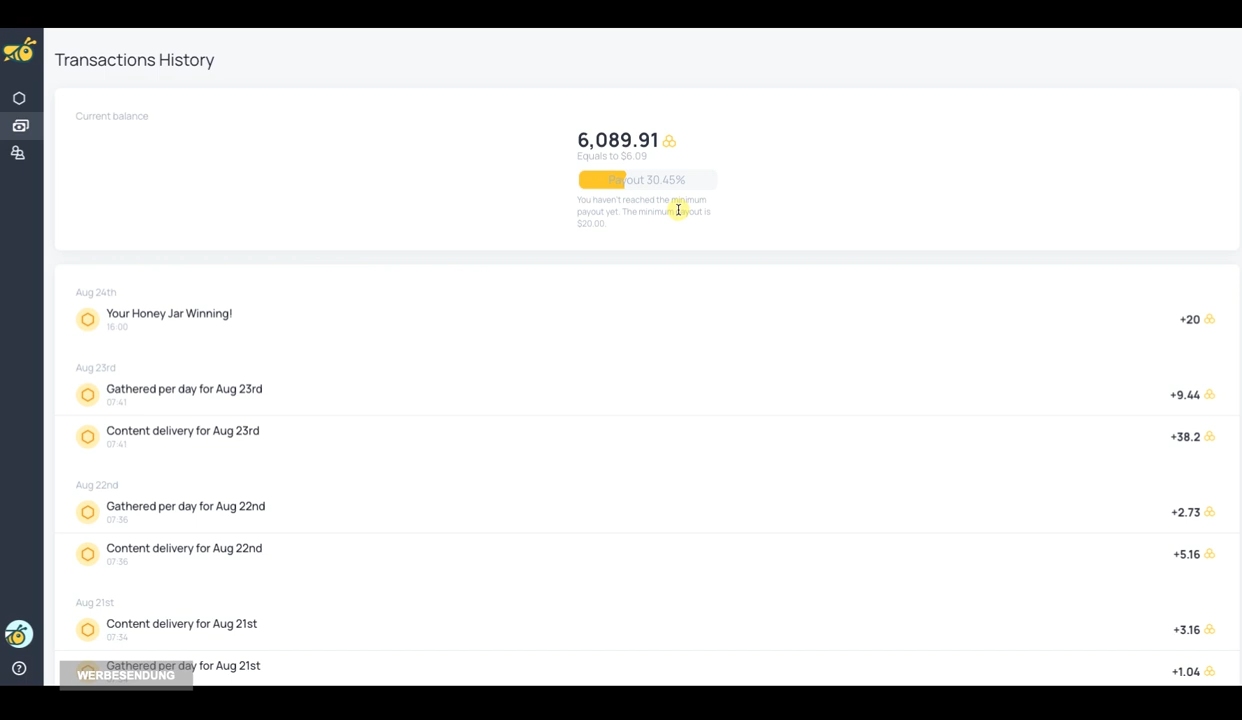 Transactions History
Current balance
6,089.91
Equals to $6.09
Payout 30.45%
You haven't reached the minimum
payout yet. The minimum payout is
$20.00.
Aug 24th
Your Honey Jar Winning!
16:00
+20
Aug 23rd
Gathered per day for Aug 23rd
07:41
+9.44
Content delivery for Aug 23rd
07:41
+38.2
Aug 22nd
Gathered per day for Aug 22nd
07:36
+2.73
Content delivery for Aug 22nd
07:36
+5.16
Aug 21st
Content delivery for Aug 21st
07:34
+3.16
Gathered per day for Aug 21st
+1.04
WERBESENDUNG